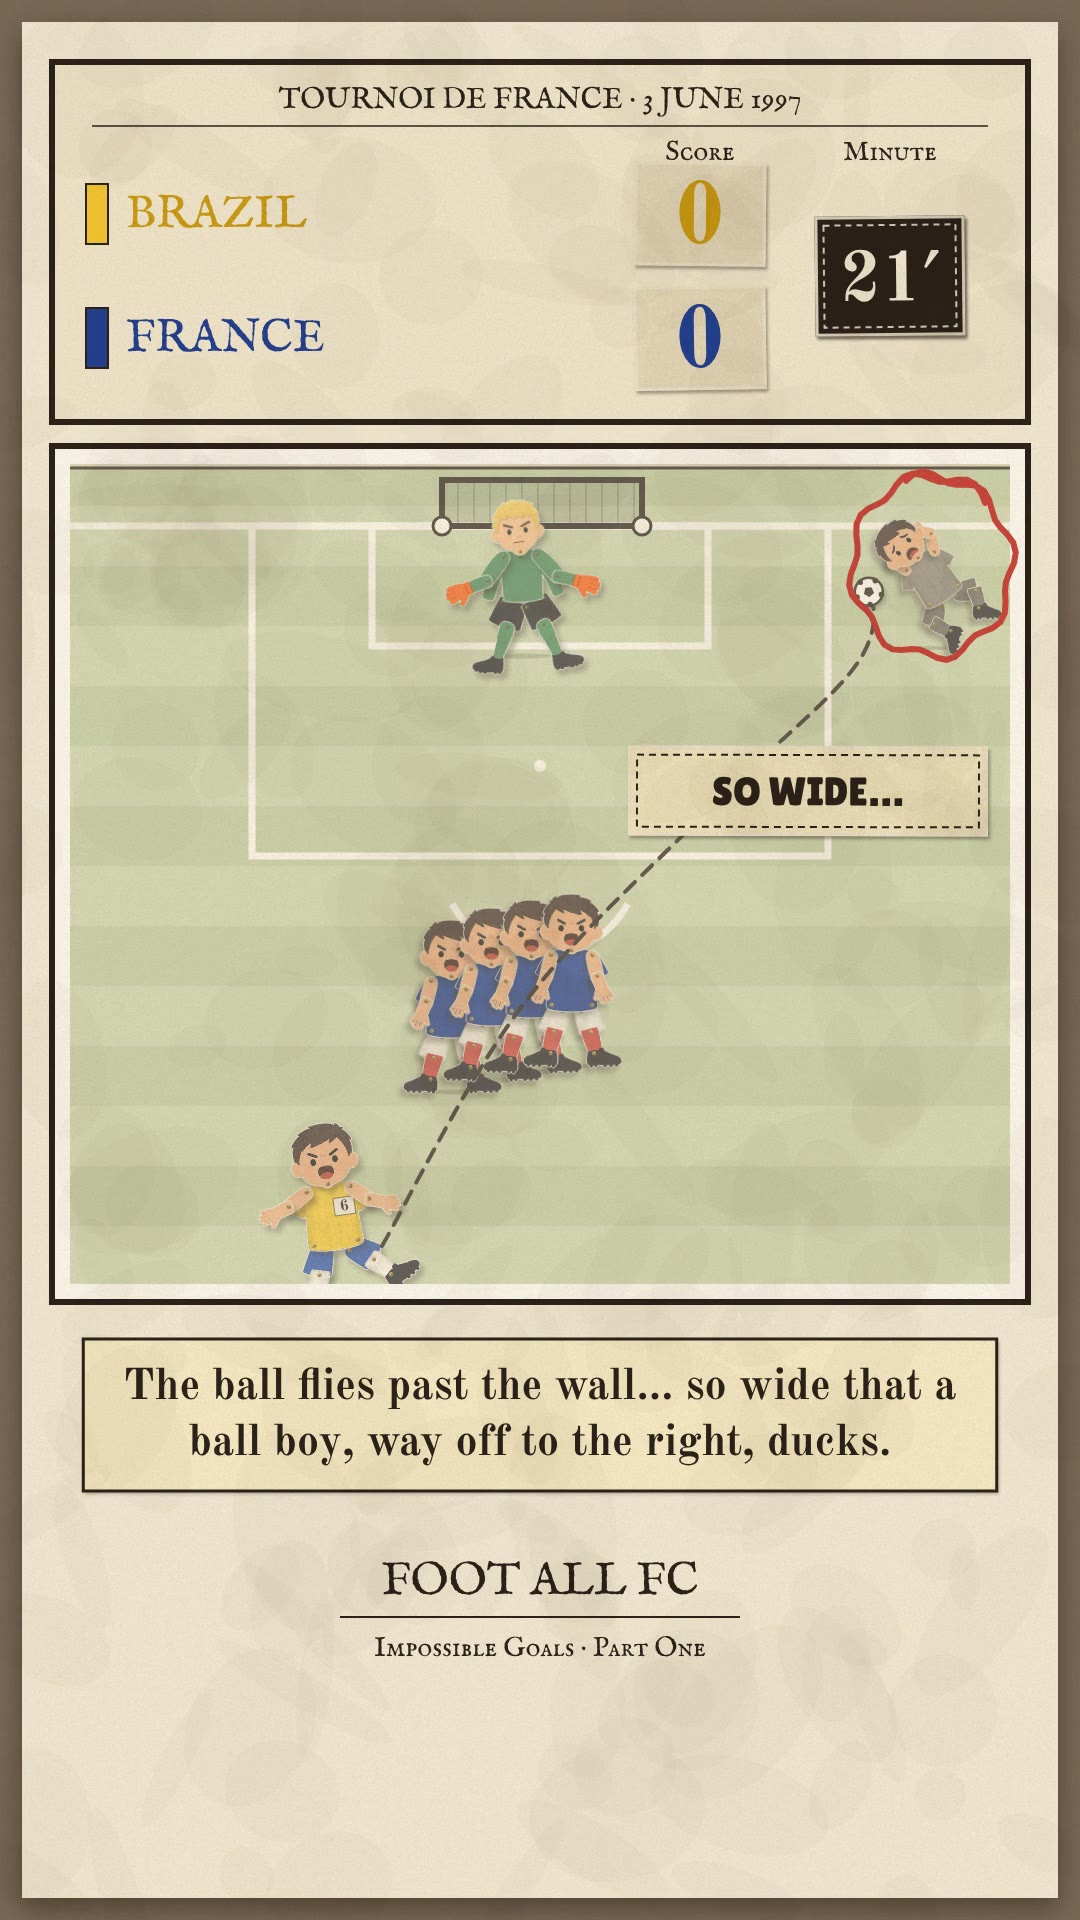 TOURNOI DE FRANCE · 3 JUNE 1997
Score
Minute
BRAZIL
0
21′
FRANCE
0
SO WIDE...
6
The ball flies past the wall... so wide that a
ball boy, way off to the right, ducks.
FOOT ALL FC
Impossible Goals · Part One